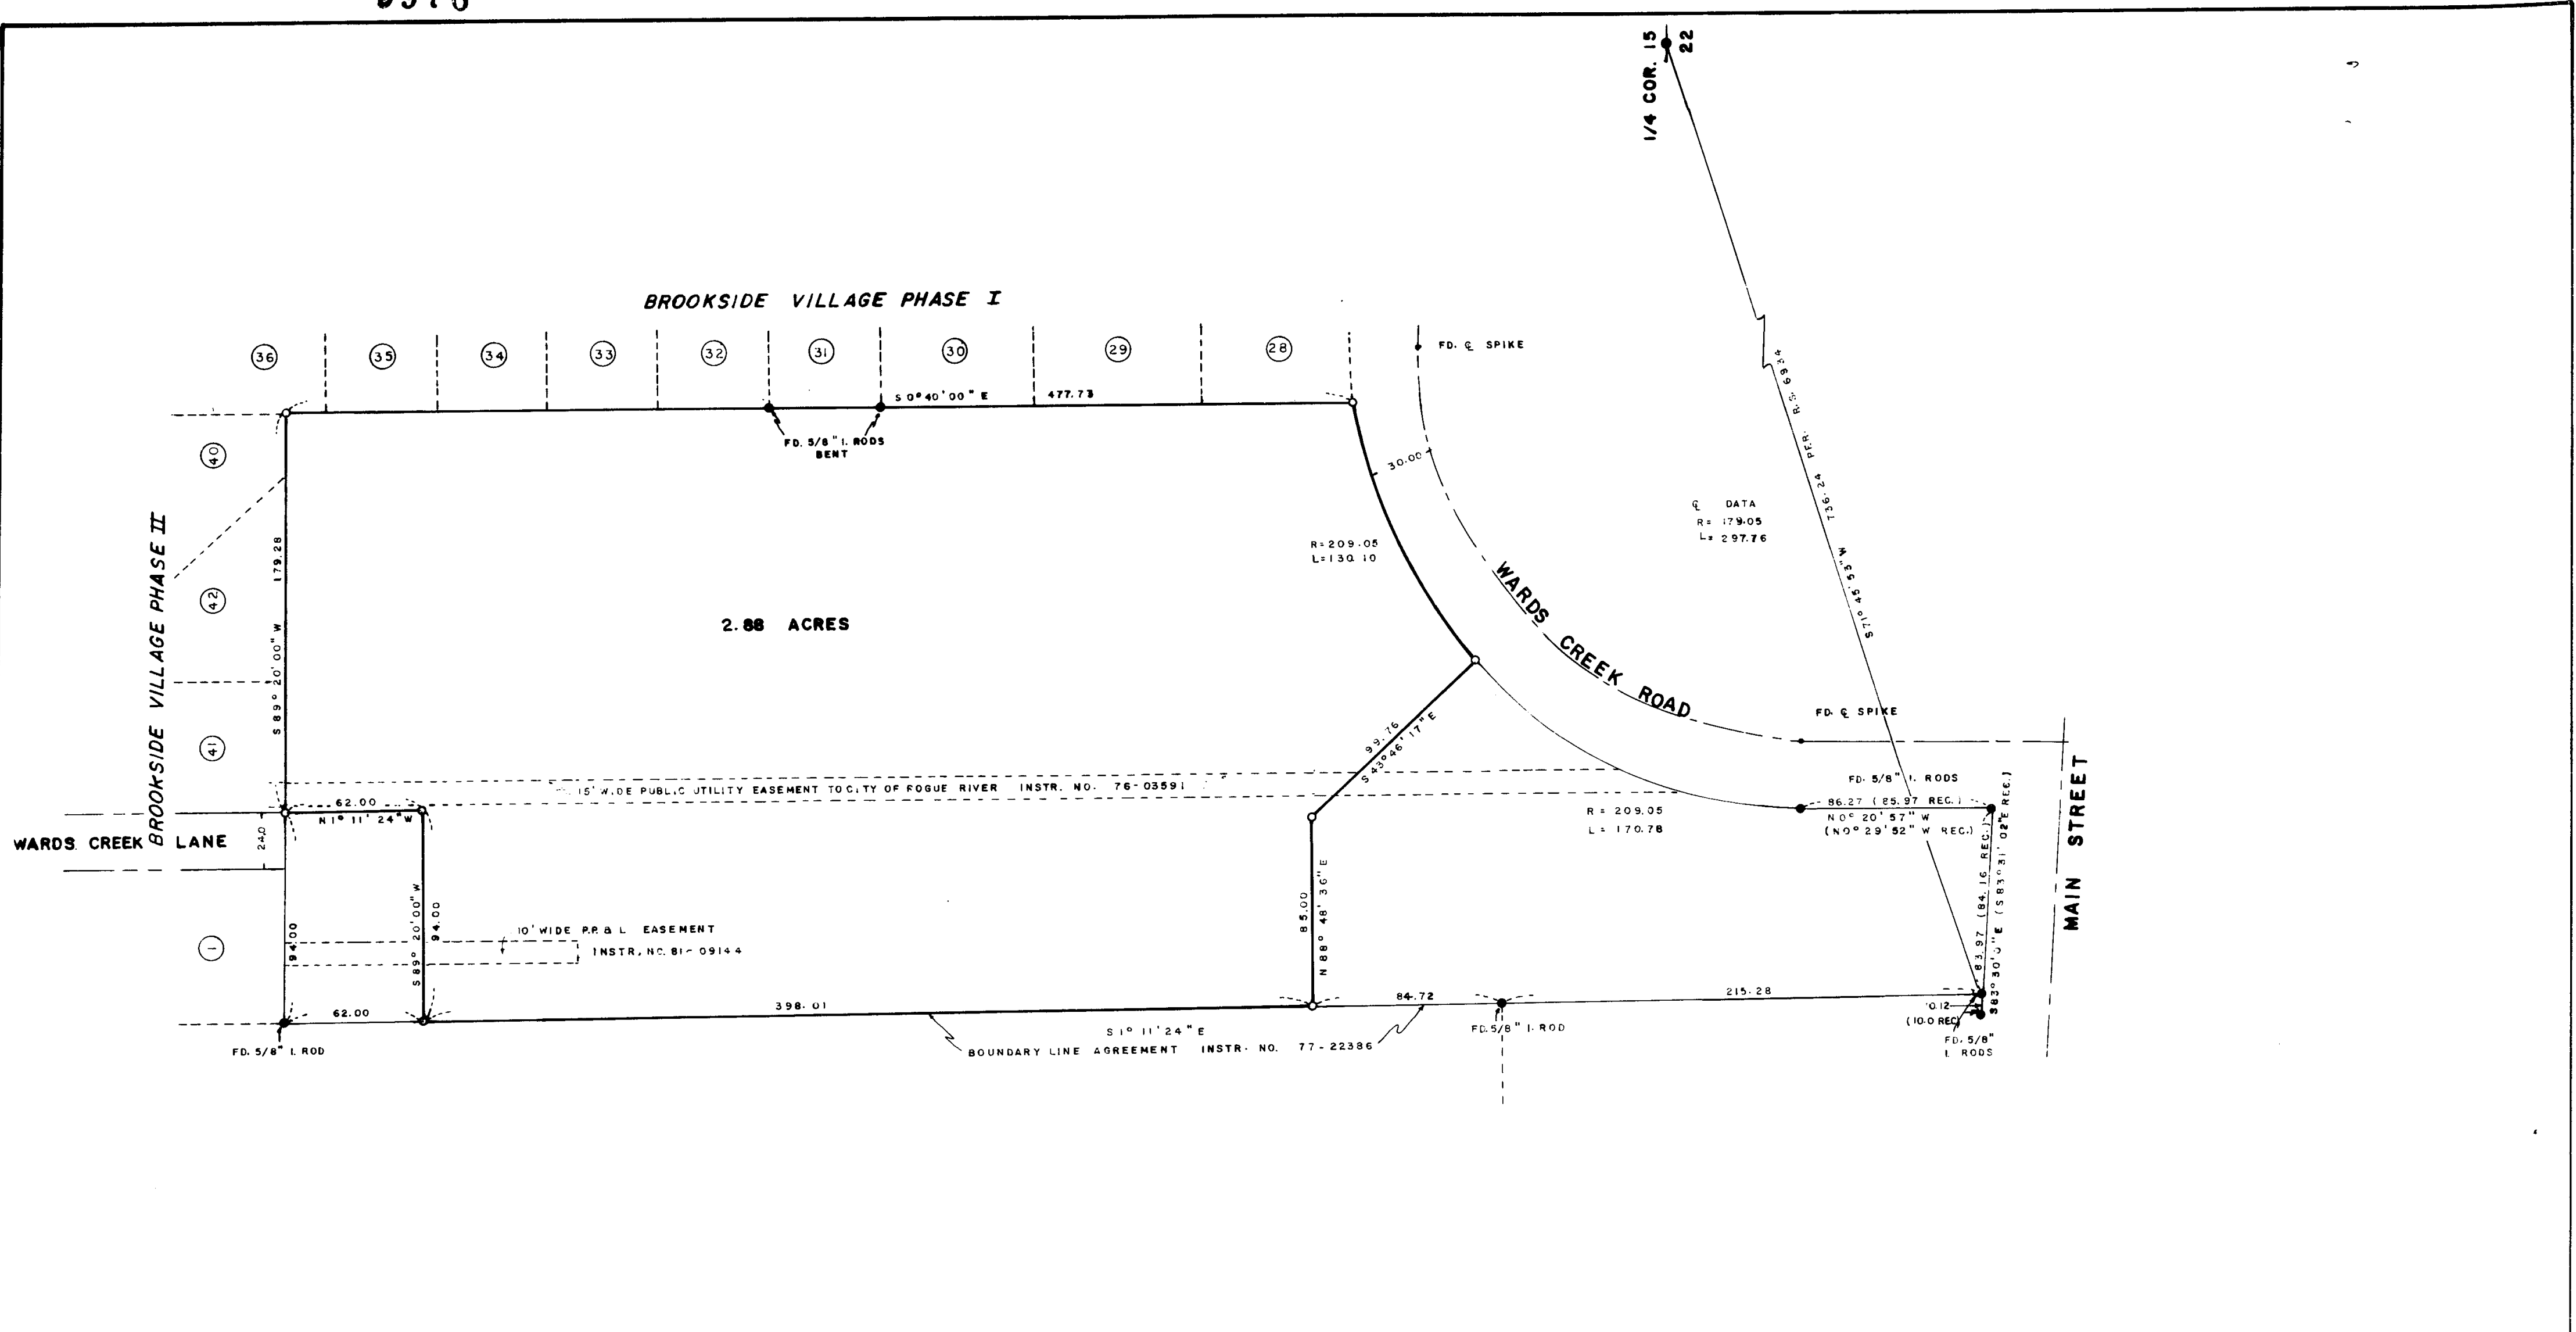 1/4 COR. 15
22
BROOKSIDE VILLAGE PHASE I
36
35
34
33
32
31
30
29
28
FD. ℄ SPIKE
S 0° 40' 00" E 477.73
FD. 5/8" I. RODS
BENT
30.00
736.24 PER. R.S. 6934
S 71° 45' 53" W
℄ DATA
R= 179.05
L= 297.76
R=209.05
L=130.10
WARDS CREEK ROAD
BROOKSIDE VILLAGE PHASE II
40
42
41
1
S 89° 20' 00" W 179.28
2.88 ACRES
99.76
S 43° 46' 17" E
FD. ℄ SPIKE
FD. 5/8" I. RODS
86.27 (85.97 REC.)
N 0° 20' 57" W
(N 0° 29' 52" W REC.)
15' WIDE PUBLIC UTILITY EASEMENT TO CITY OF ROGUE RIVER INSTR. NO. 76-03591
R = 209.05
L = 170.78
62.00
N 1° 11' 24" W
WARDS CREEK LANE
24.0
94.00
S 89° 20' 00" W
94.00
10' WIDE P.P. & L EASEMENT
INSTR. NO. 81-09144
85.00
N 88° 48' 36" E
83.97 (84.16 REC.)
S 83° 30' 0" E (S 83° 31' 02" E REC.)
MAIN STREET
62.00
398.01
84.72
215.28
10.12
(10.0 REC)
FD. 5/8" I. ROD
S 1° 11' 24" E
BOUNDARY LINE AGREEMENT INSTR. NO. 77-22386
FD. 5/8" I. ROD
FD. 5/8"
I. RODS